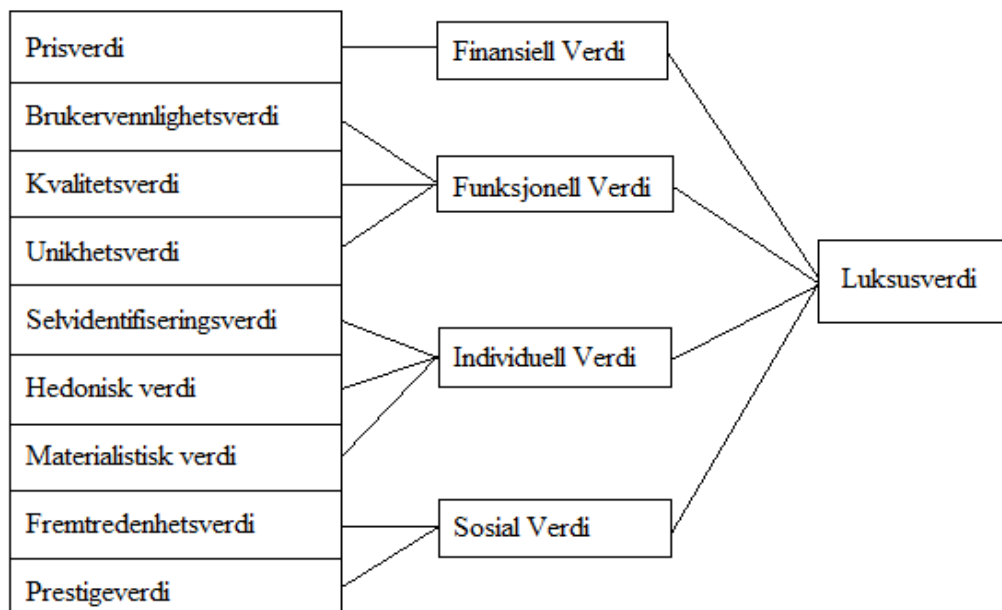 Prisverdi
Brukervennlighetsverdi
Kvalitetsverdi
Unikhetsverdi
Selvidentifiseringsverdi
Hedonisk verdi
Materialistisk verdi
Fremtredenhetsverdi
Prestigeverdi
Finansiell Verdi
Funksjonell Verdi
Individuell Verdi
Sosial Verdi
Luksusverdi